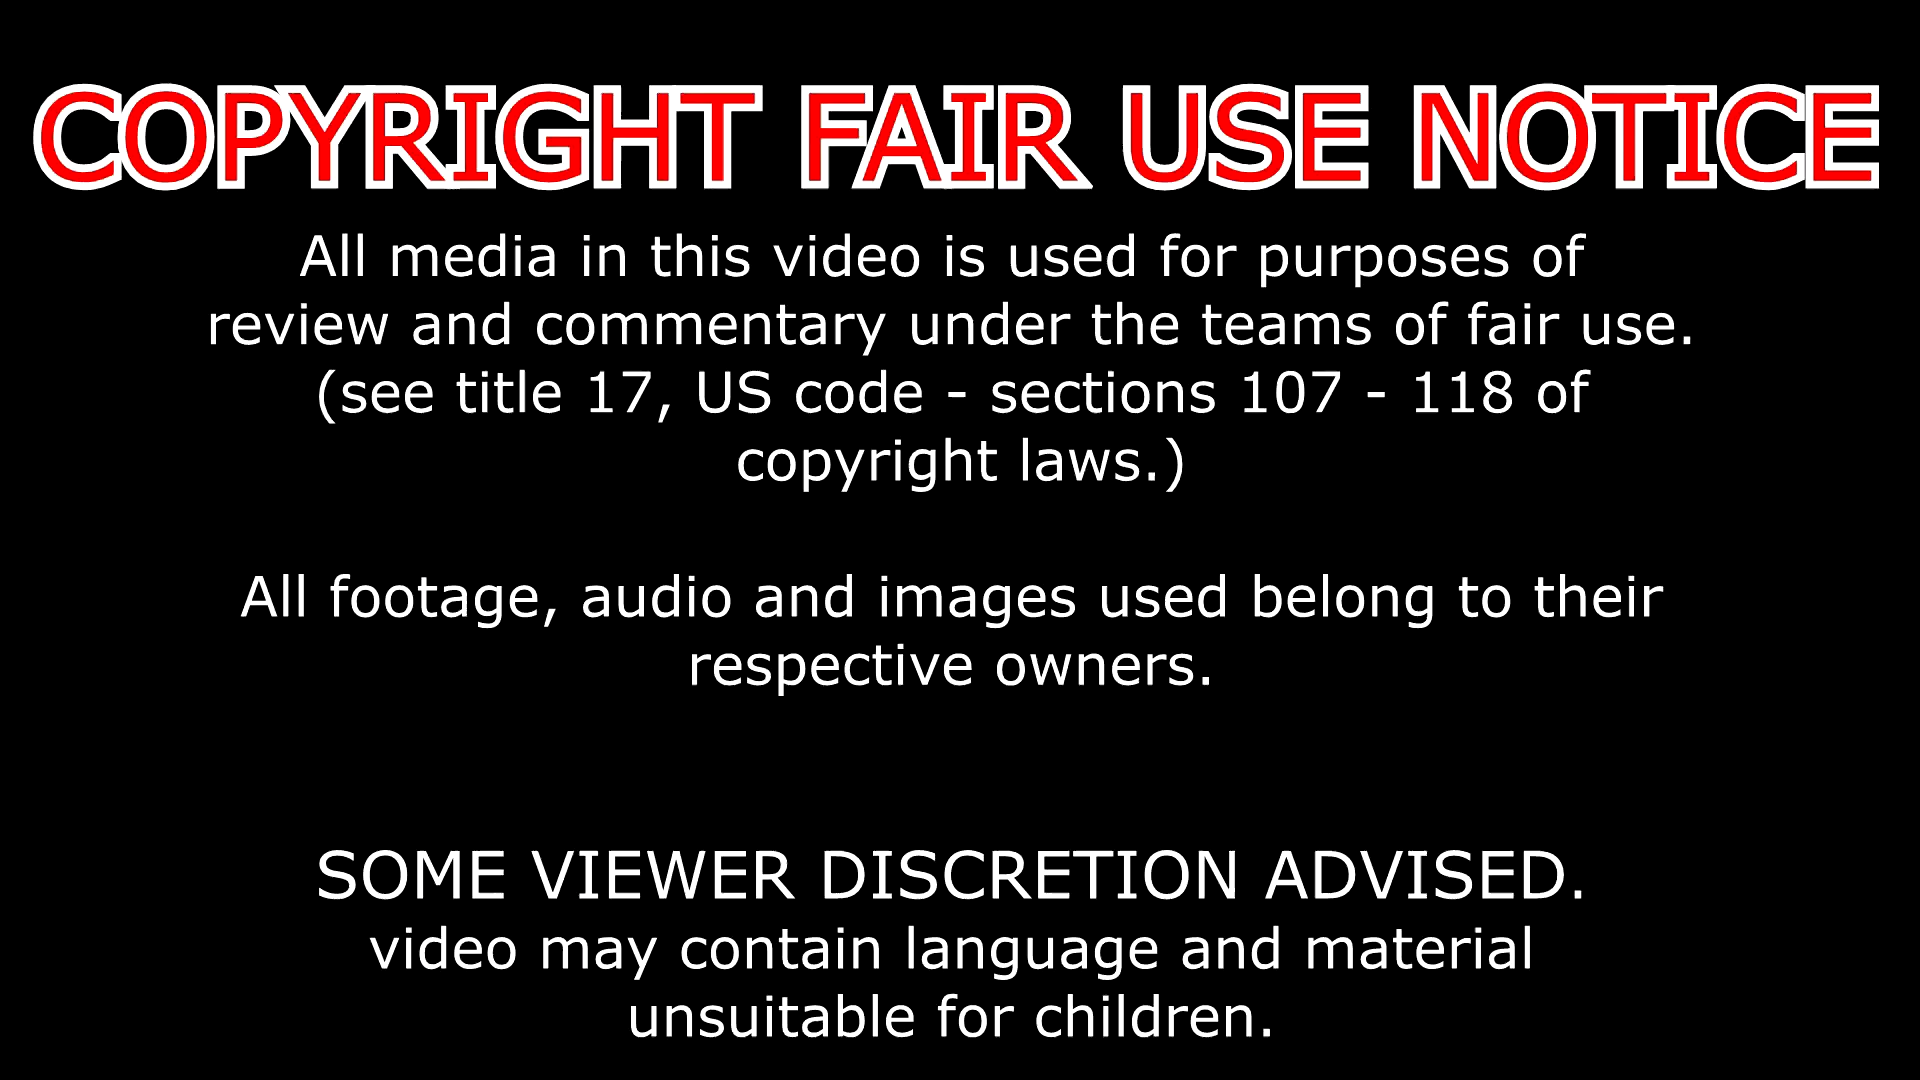 COPYRIGHT FAIR USE NOTICE
All media in this video is used for purposes of
review and commentary under the teams of fair use.
(see title 17, US code - sections 107 - 118 of
copyright laws.)
All footage, audio and images used belong to their
respective owners.
SOME VIEWER DISCRETION ADVISED.
video may contain language and material
unsuitable for children.